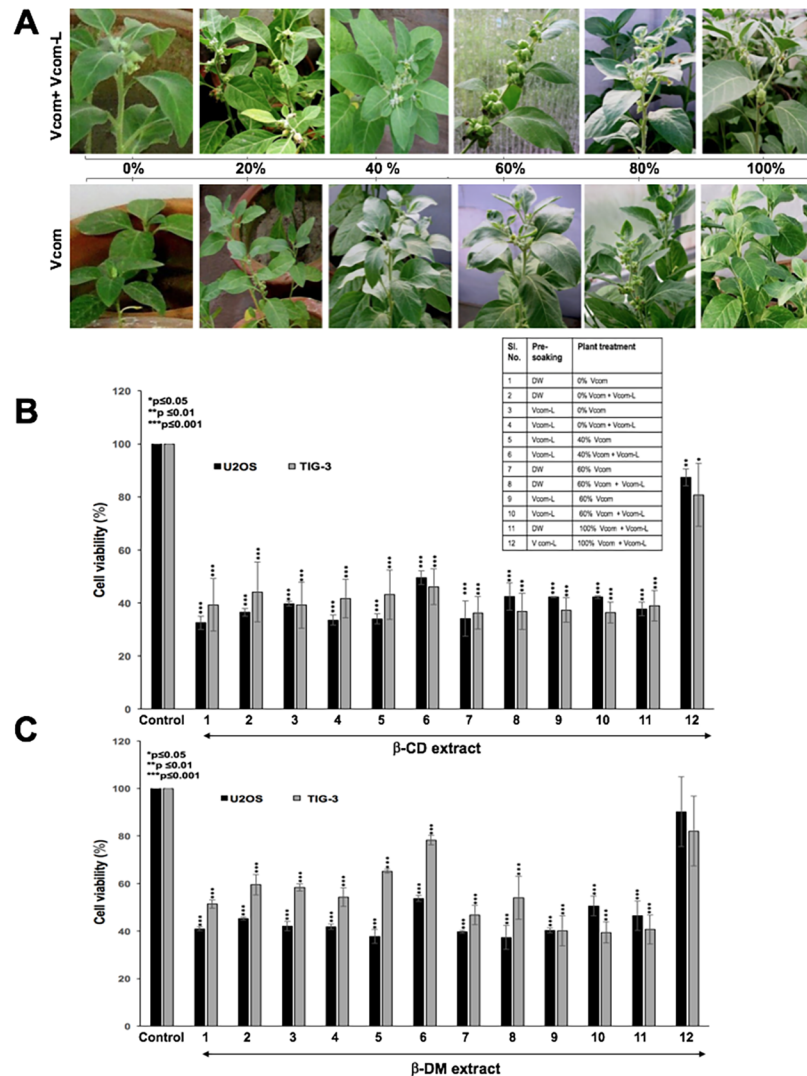 A
Vcom+ Vcom-L
0%
20%
40 %
60%
80%
100%
Vcom
Sl. No. Pre-soaking Plant treatment
1 DW 0% Vcom
2 DW 0% Vcom + Vcom-L
3 Vcom-L 0% Vcom
4 Vcom-L 0% Vcom + Vcom-L
5 Vcom-L 40% Vcom
6 Vcom-L 40% Vcom + Vcom-L
7 DW 60% Vcom
8 DW 60% Vcom + Vcom-L
9 Vcom-L 60% Vcom
10 Vcom-L 60% Vcom + Vcom-L
11 DW 100% Vcom + Vcom-L
12 V com-L 100% Vcom + Vcom-L
B
120
100
80
60
40
20
0
Cell viability (%)
*p≤0.05
**p ≤0.01
***p≤0.001
U2OS TIG-3
*** *** *** *** *** *** *** *** *** *** *** *** *** *** *** *** *** *** *** *** *** *** ** *
Control 1 2 3 4 5 6 7 8 9 10 11 12
β-CD extract
C
120
100
80
60
40
20
0
Cell viability (%)
*p≤0.05
**p ≤0.01
***p≤0.001
U2OS TIG-3
*** *** *** *** *** *** *** *** *** *** *** *** *** *** *** *** *** *** *** *** *** ***
Control 1 2 3 4 5 6 7 8 9 10 11 12
β-DM extract